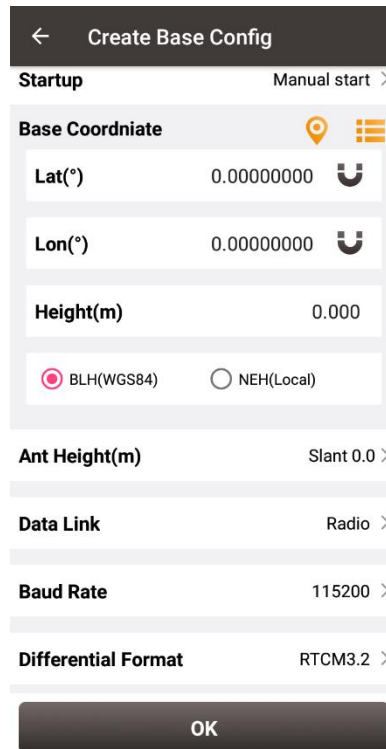 Create Base Config
Startup Manual start
Base Coordniate
Lat(°) 0.00000000
Lon(°) 0.00000000
Height(m) 0.000
BLH(WGS84) NEH(Local)
Ant Height(m) Slant 0.0
Data Link Radio
Baud Rate 115200
Differential Format RTCM3.2
OK